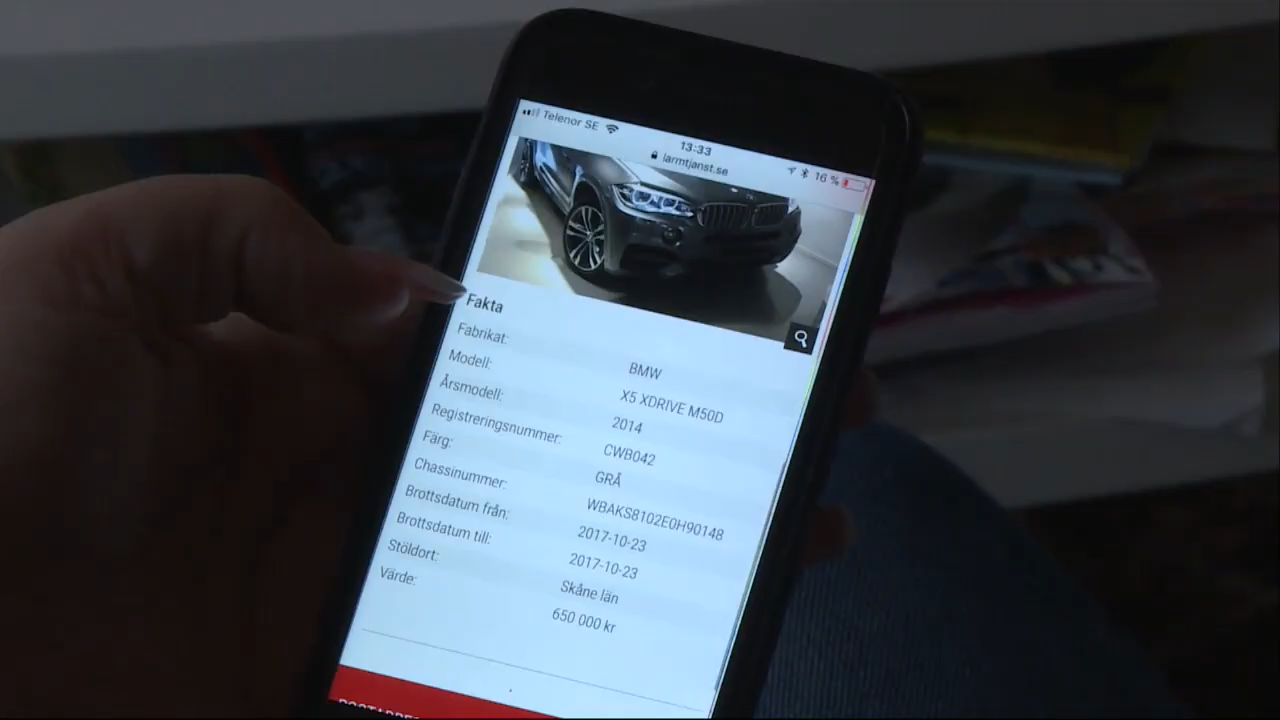 Telenor SE
13:33
larmtjanst.se
16 %
Fakta
Fabrikat: BMW
Modell: X5 XDRIVE M50D
Årsmodell: 2014
Registreringsnummer: CWB042
Färg: GRÅ
Chassinummer: WBAKS8102E0H90148
Brottsdatum från: 2017-10-23
Brottsdatum till: 2017-10-23
Stöldort: Skåne län
Värde: 650 000 kr